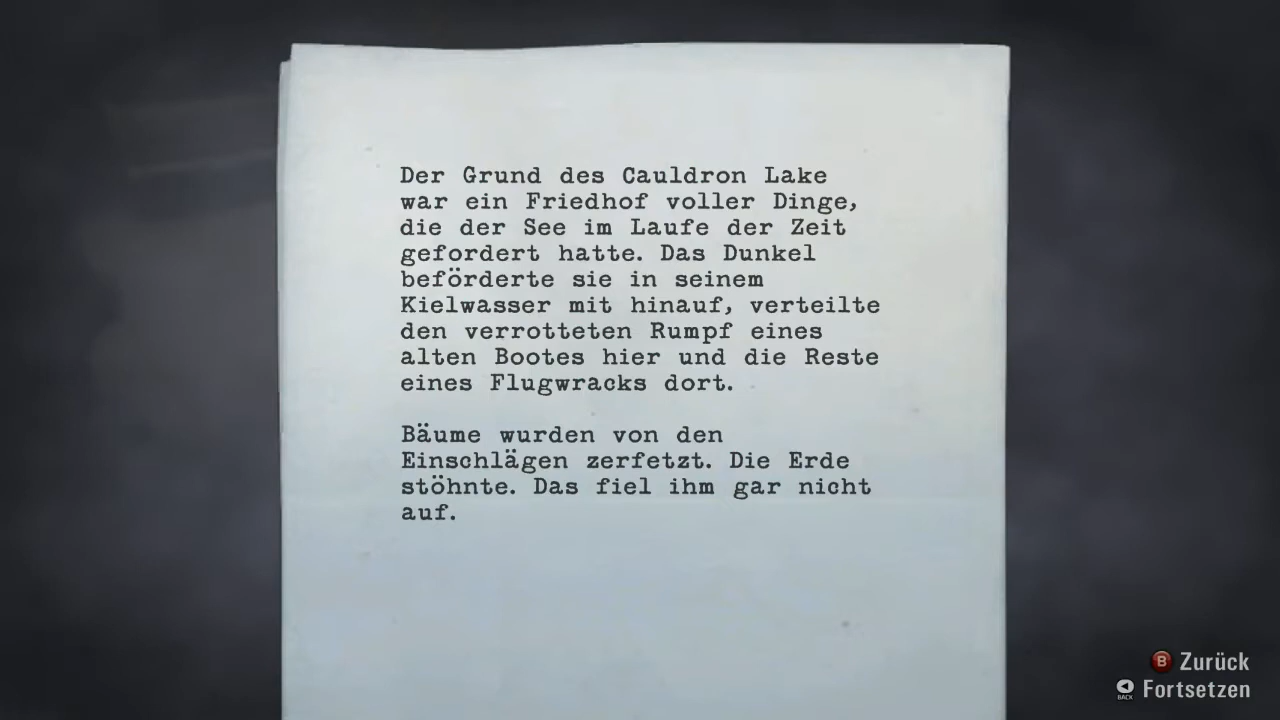 Der Grund des Cauldron Lake
war ein Friedhof voller Dinge,
die der See im Laufe der Zeit
gefordert hatte. Das Dunkel
beförderte sie in seinem
Kielwasser mit hinauf, verteilte
den verrotteten Rumpf eines
alten Bootes hier und die Reste
eines Flugwracks dort.
Bäume wurden von den
Einschlägen zerfetzt. Die Erde
stöhnte. Das fiel ihm gar nicht
auf.
B Zurück
BACK Fortsetzen